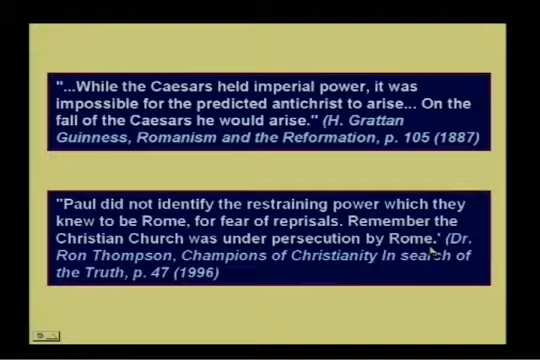 "...While the Caesars held imperial power, it was
impossible for the predicted antichrist to arise... On the
fall of the Caesars he would arise." (H. Grattan
Guinness, Romanism and the Reformation, p. 105 (1887)
"Paul did not identify the restraining power which they
knew to be Rome, for fear of reprisals. Remember the
Christian Church was under persecution by Rome.' (Dr.
Ron Thompson, Champions of Christianity In search of
the Truth, p. 47 (1996)